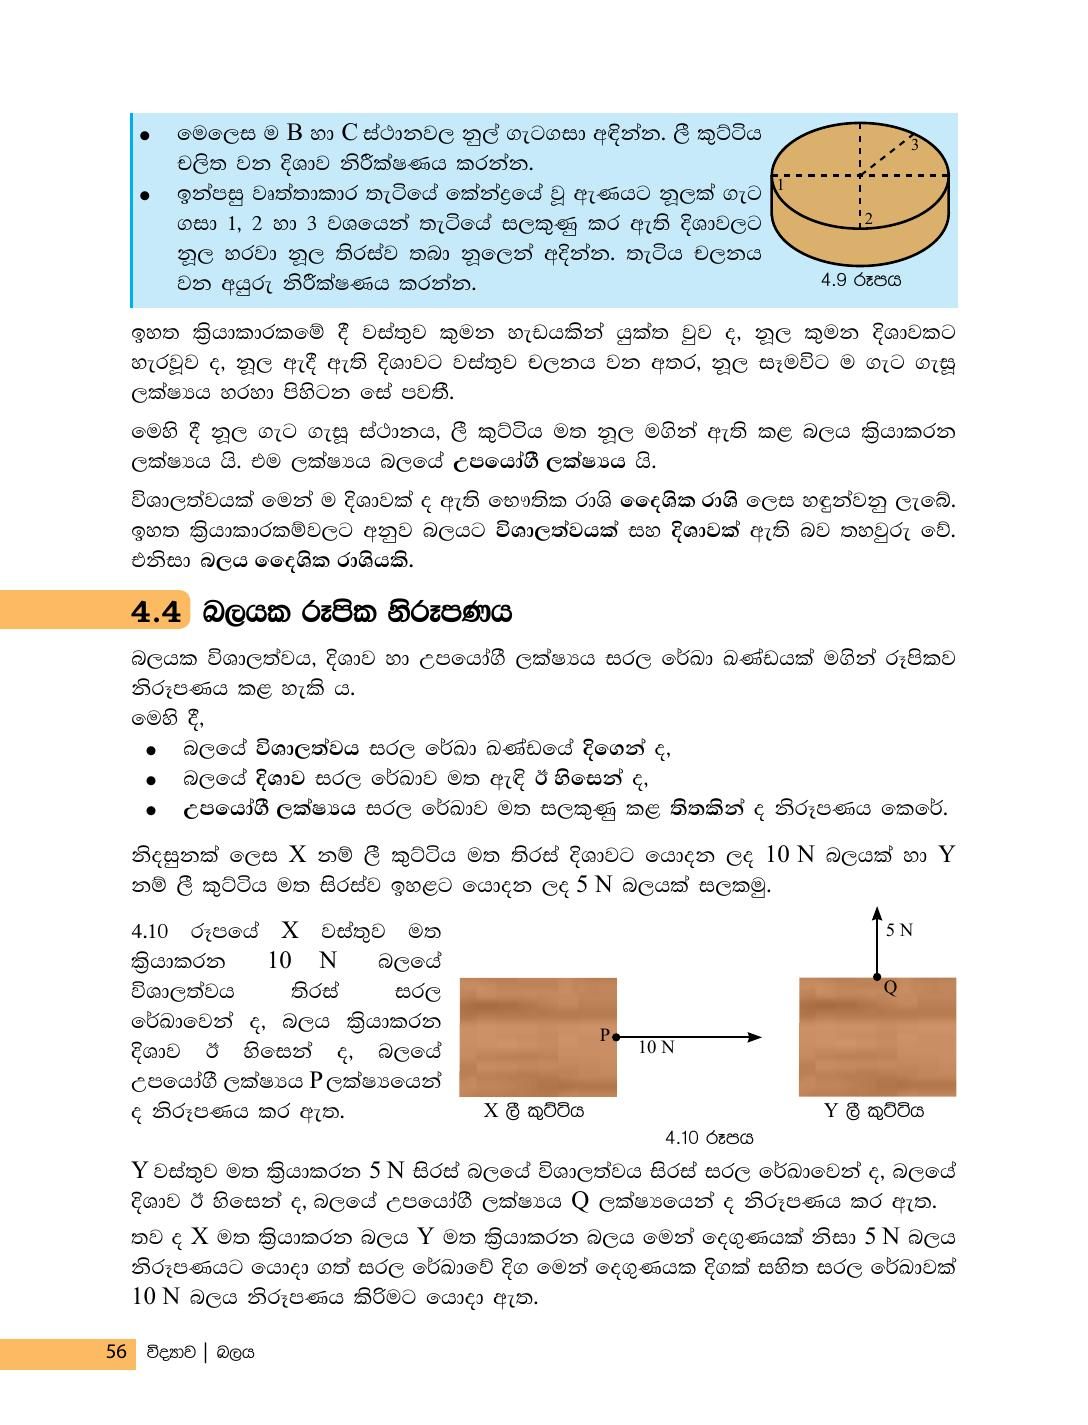 • මෙලෙස ම B හා C ස්ථානවල නූල් ගැටගසා අඳින්න. ලී කුට්ටිය
චලිත වන දිශාව නිරීක්ෂණය කරන්න.
• ඉන්පසු වෘත්තාකාර තැටියේ කේන්ද්‍රයේ වූ ඇණයට නූලක් ගැට
ගසා 1, 2 හා 3 වශයෙන් තැටියේ සලකුණු කර ඇති දිශාවලට
නූල හරවා නූල තිරස්ව තබා නූලෙන් අදින්න. තැටිය චලනය
වන අයුරු නිරීක්ෂණය කරන්න.
1
2
3
4.9 රූපය
ඉහත ක්‍රියාකාරකමේ දී වස්තුව කුමන හැඩයකින් යුක්ත වුව ද, නූල කුමන දිශාවකට
හැරවූව ද, නූල ඇදී ඇති දිශාවට වස්තුව චලනය වන අතර, නූල සෑමවිට ම ගැට ගැසූ
ලක්ෂ්‍යය හරහා පිහිටන සේ පවතී.
මෙහි දී නූල ගැට ගැසූ ස්ථානය, ලී කුට්ටිය මත නූල මගින් ඇති කළ බලය ක්‍රියාකරන
ලක්ෂ්‍යය යි. එම ලක්ෂ්‍යය බලයේ උපයෝගී ලක්ෂ්‍යය යි.
විශාලත්වයක් මෙන් ම දිශාවක් ද ඇති භෞතික රාශි දෛශික රාශි ලෙස හඳුන්වනු ලැබේ.
ඉහත ක්‍රියාකාරකම්වලට අනුව බලයට විශාලත්වයක් සහ දිශාවක් ඇති බව තහවුරු වේ.
එනිසා බලය දෛශික රාශියකි.
4.4 බලයක රූපික නිරූපණය
බලයක විශාලත්වය, දිශාව හා උපයෝගී ලක්ෂ්‍යය සරල රේඛා ඛණ්ඩයක් මගින් රූපිකව
නිරූපණය කළ හැකි ය.
මෙහි දී,
• බලයේ විශාලත්වය සරල රේඛා ඛණ්ඩයේ දිගෙන් ද,
• බලයේ දිශාව සරල රේඛාව මත ඇඳි ඊ හිසෙන් ද,
• උපයෝගී ලක්ෂ්‍යය සරල රේඛාව මත සලකුණු කළ තිතකින් ද නිරූපණය කෙරේ.
නිදසුනක් ලෙස X නම් ලී කුට්ටිය මත තිරස් දිශාවට යොදන ලද 10 N බලයක් හා Y
නම් ලී කුට්ටිය මත සිරස්ව ඉහළට යොදන ලද 5 N බලයක් සලකමු.
4.10 රූපයේ X වස්තුව මත
ක්‍රියාකරන 10 N බලයේ
විශාලත්වය තිරස් සරල
රේඛාවෙන් ද, බලය ක්‍රියාකරන
දිශාව ඊ හිසෙන් ද, බලයේ
උපයෝගී ලක්ෂ්‍යය P ලක්ෂ්‍යයෙන්
ද නිරූපණය කර ඇත.
P
10 N
5 N
Q
X ලී කුට්ටිය
Y ලී කුට්ටිය
4.10 රූපය
Y වස්තුව මත ක්‍රියාකරන 5 N සිරස් බලයේ විශාලත්වය සිරස් සරල රේඛාවෙන් ද, බලයේ
දිශාව ඊ හිසෙන් ද, බලයේ උපයෝගී ලක්ෂ්‍යය Q ලක්ෂ්‍යයෙන් ද නිරූපණය කර ඇත.
තව ද X මත ක්‍රියාකරන බලය Y මත ක්‍රියාකරන බලය මෙන් දෙගුණයක් නිසා 5 N බලය
නිරූපණයට යොදා ගත් සරල රේඛාවේ දිග මෙන් දෙගුණයක දිගක් සහිත සරල රේඛාවක්
10 N බලය නිරූපණය කිරීමට යොදා ඇත.
56 විද්‍යාව | බලය